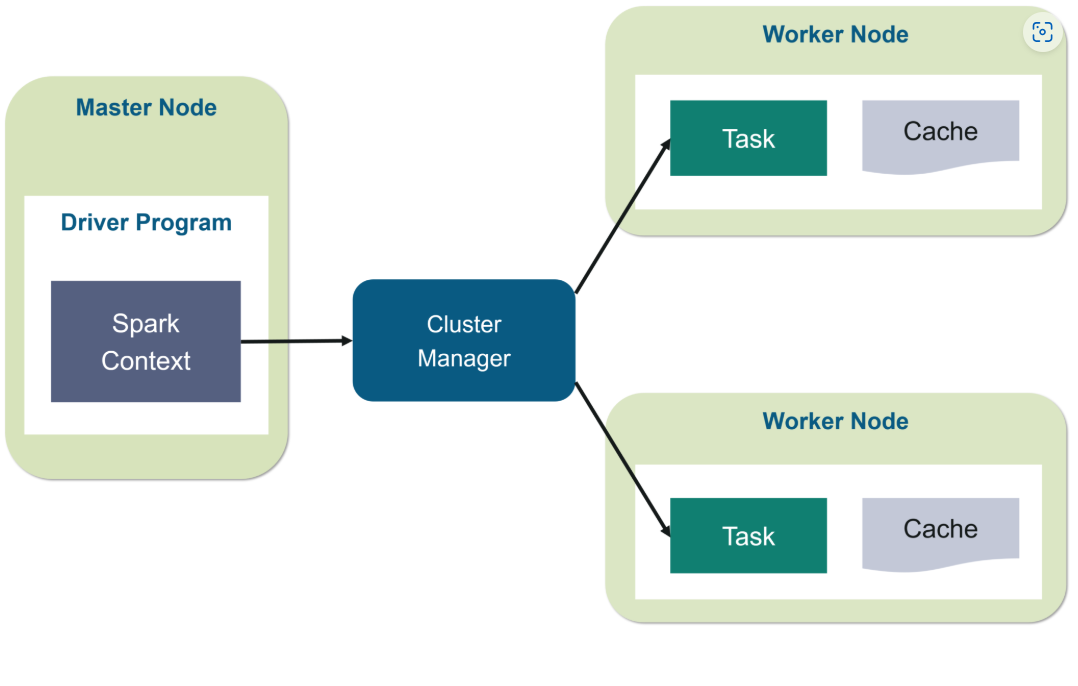 Master Node
Driver Program
Spark
Context
Cluster
Manager
Worker Node
Task
Cache
Worker Node
Task
Cache